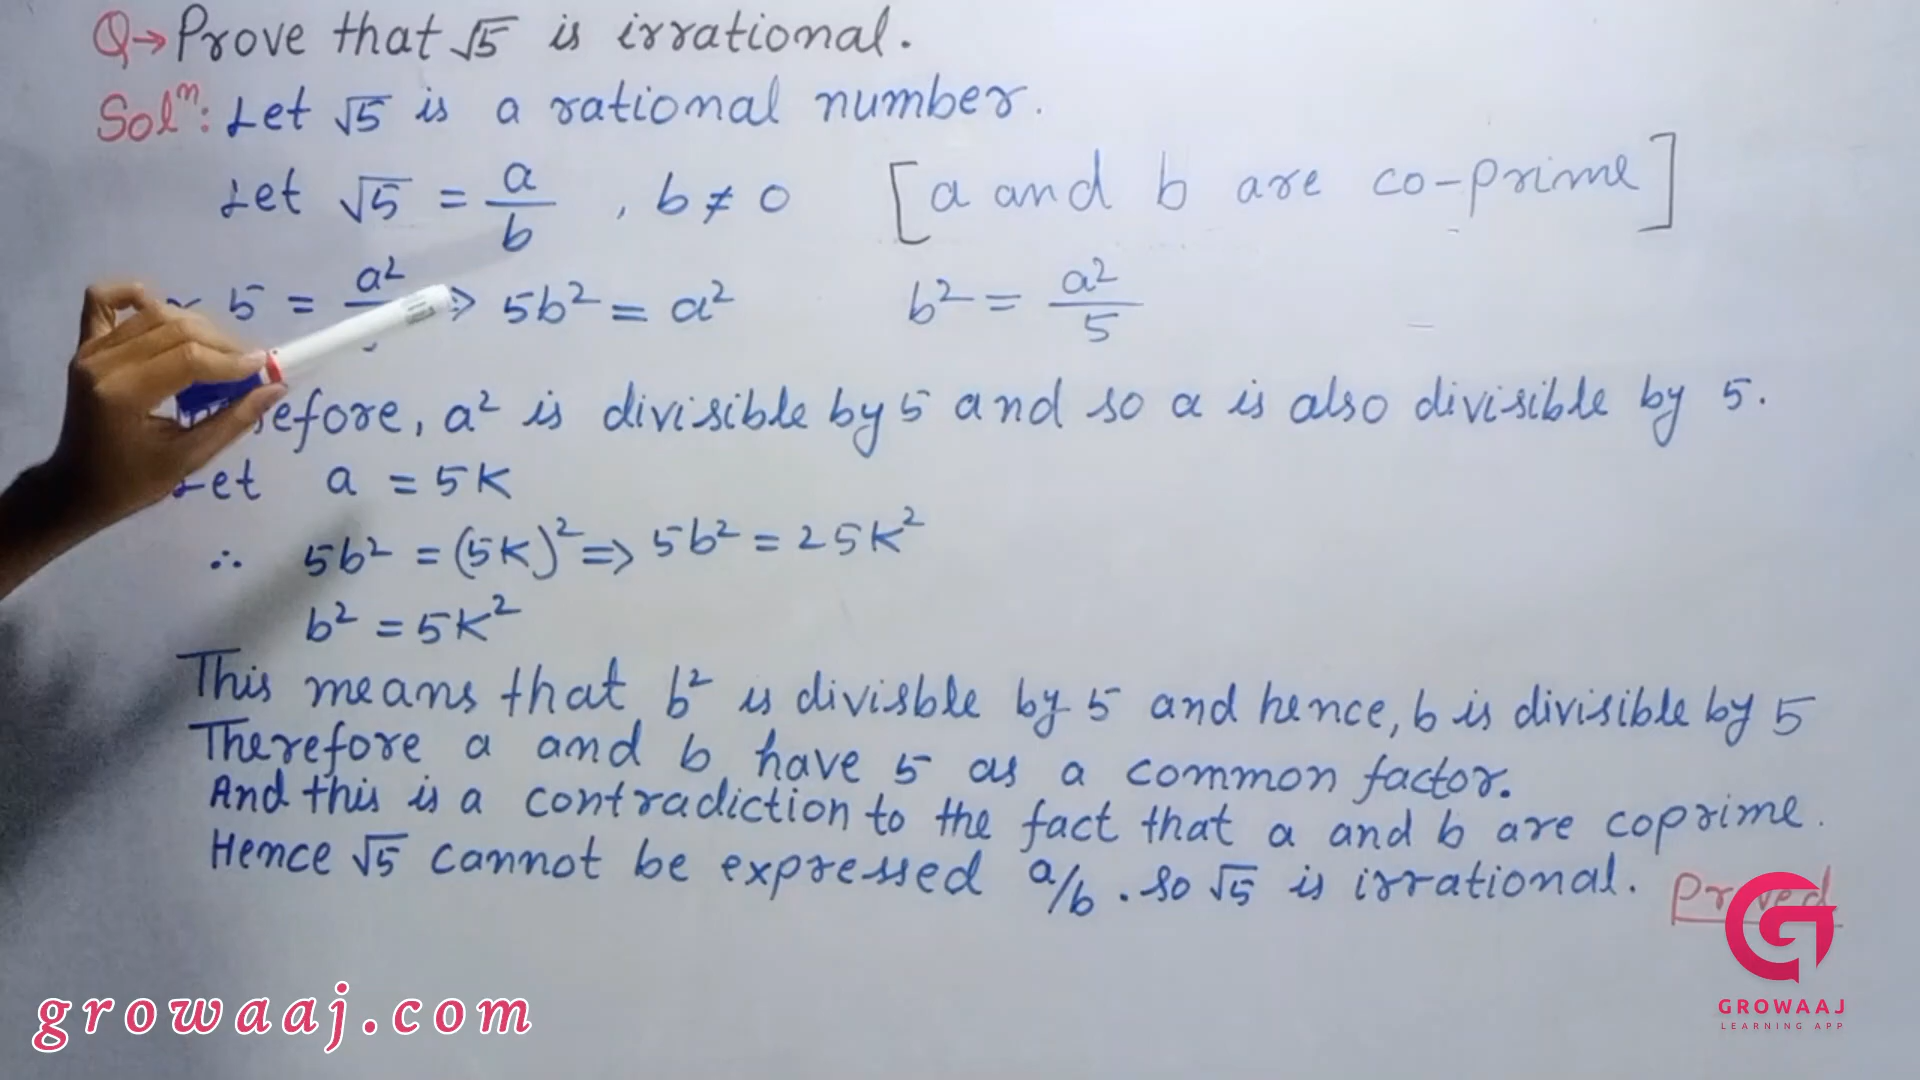 Q→ Prove that √5 is irrational.
Solⁿ: Let √5 is a rational number.
Let √5 = a/b , b ≠ 0 [a and b are co-prime]
5 = a² ⇒ 5b² = a² b² = a²/5
a² is divisible by 5 and so a is also divisible by 5.
Let a = 5K
∴ 5b² = (5K)² ⇒ 5b² = 25K²
b² = 5K²
This means that b² is divisble by 5 and hence, b is divisible by 5
Therefore a and b have 5 as a common factor.
And this is a contradiction to the fact that a and b are coprime.
Hence √5 cannot be expressed a/b . so √5 is irrational. Proved
growaaj.com
GROWAAJ
LEARNING APP